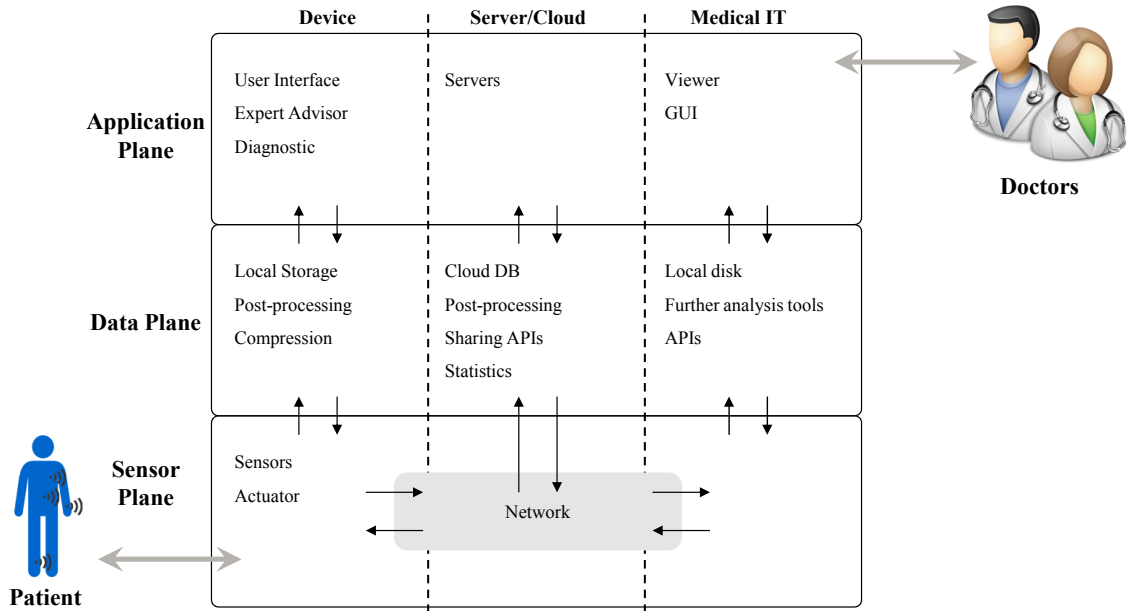 Device
Server/Cloud
Medical IT
Application
Plane
User Interface
Expert Advisor
Diagnostic
Servers
Viewer
GUI
Doctors
Data Plane
Local Storage
Post-processing
Compression
Cloud DB
Post-processing
Sharing APIs
Statistics
Local disk
Further analysis tools
APIs
Sensor
Plane
Sensors
Actuator
Network
Patient